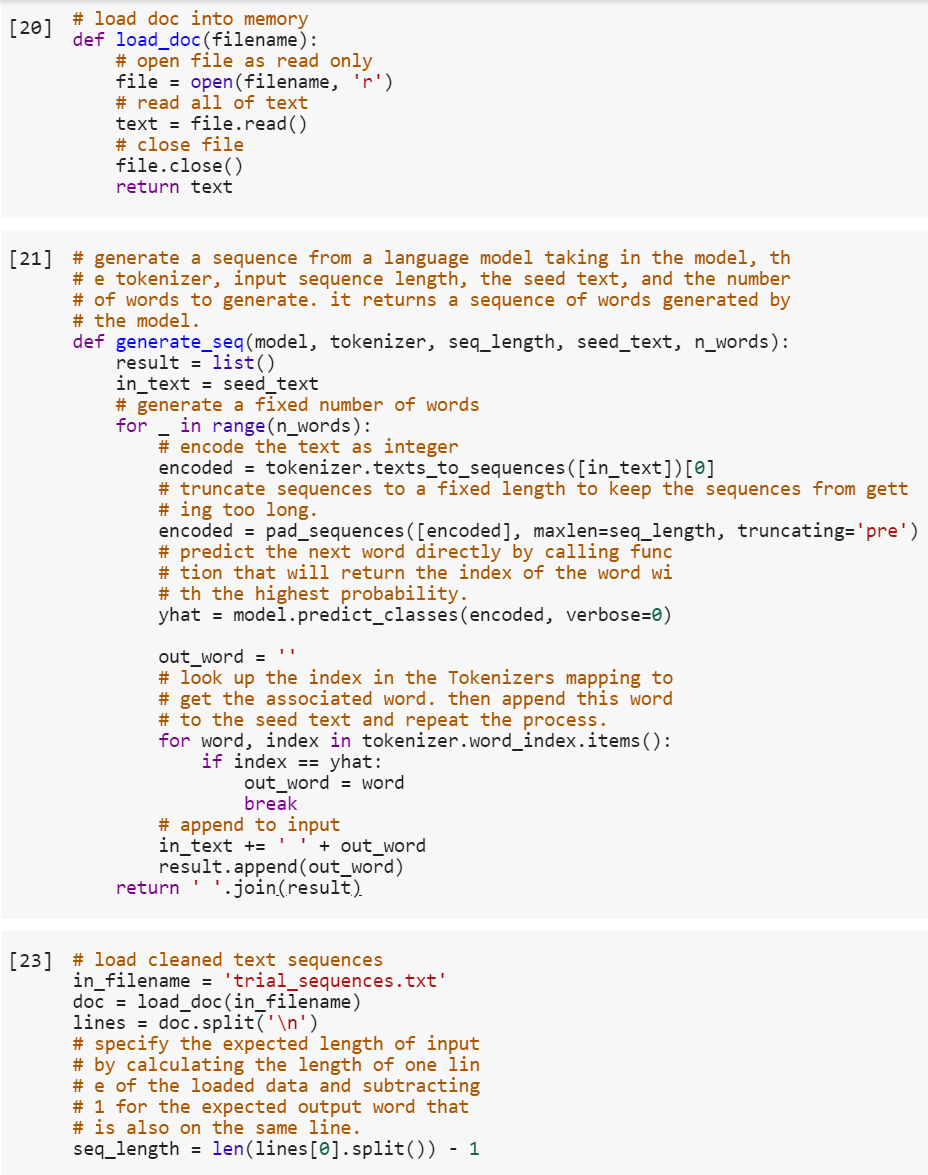 [20] # load doc into memory
def load_doc(filename):
    # open file as read only
    file = open(filename, 'r')
    # read all of text
    text = file.read()
    # close file
    file.close()
    return text
[21] # generate a sequence from a language model taking in the model, th
# e tokenizer, input sequence length, the seed text, and the number
# of words to generate. it returns a sequence of words generated by
# the model.
def generate_seq(model, tokenizer, seq_length, seed_text, n_words):
    result = list()
    in_text = seed_text
    # generate a fixed number of words
    for _ in range(n_words):
        # encode the text as integer
        encoded = tokenizer.texts_to_sequences([in_text])[0]
        # truncate sequences to a fixed length to keep the sequences from gett
        # ing too long.
        encoded = pad_sequences([encoded], maxlen=seq_length, truncating='pre')
        # predict the next word directly by calling func
        # tion that will return the index of the word wi
        # th the highest probability.
        yhat = model.predict_classes(encoded, verbose=0)
        out_word = ''
        # look up the index in the Tokenizers mapping to
        # get the associated word. then append this word
        # to the seed text and repeat the process.
        for word, index in tokenizer.word_index.items():
            if index == yhat:
                out_word = word
                break
        # append to input
        in_text += ' ' + out_word
        result.append(out_word)
    return ' '.join(result)
[23] # load cleaned text sequences
in_filename = 'trial_sequences.txt'
doc = load_doc(in_filename)
lines = doc.split('\n')
# specify the expected length of input
# by calculating the length of one lin
# e of the loaded data and subtracting
# 1 for the expected output word that
# is also on the same line.
seq_length = len(lines[0].split()) - 1